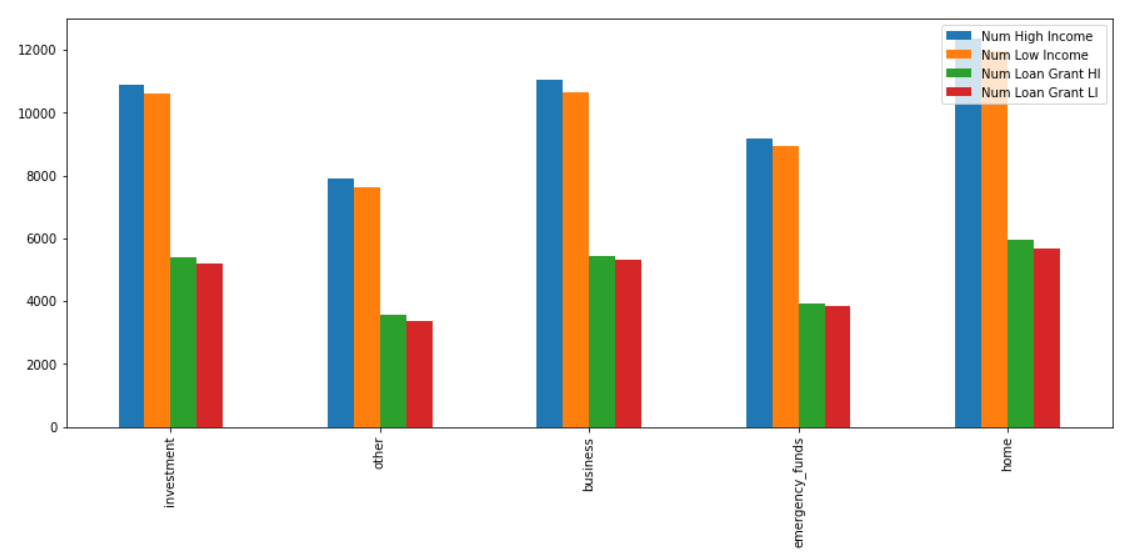 12000
10000
8000
6000
4000
2000
0
Num High Income
Num Low Income
Num Loan Grant HI
Num Loan Grant LI
investment
other
business
emergency_funds
home